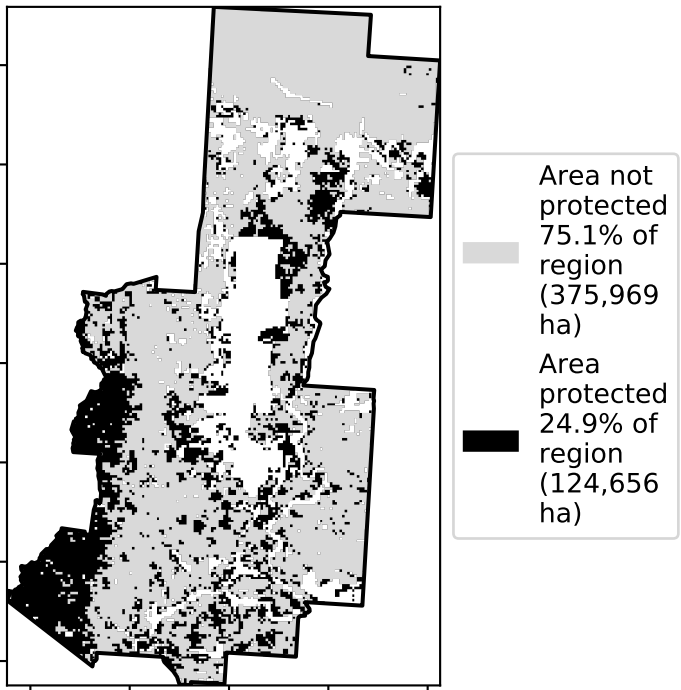 Area not
protected
75.1% of
region
(375,969
ha)
Area
protected
24.9% of
region
(124,656
ha)